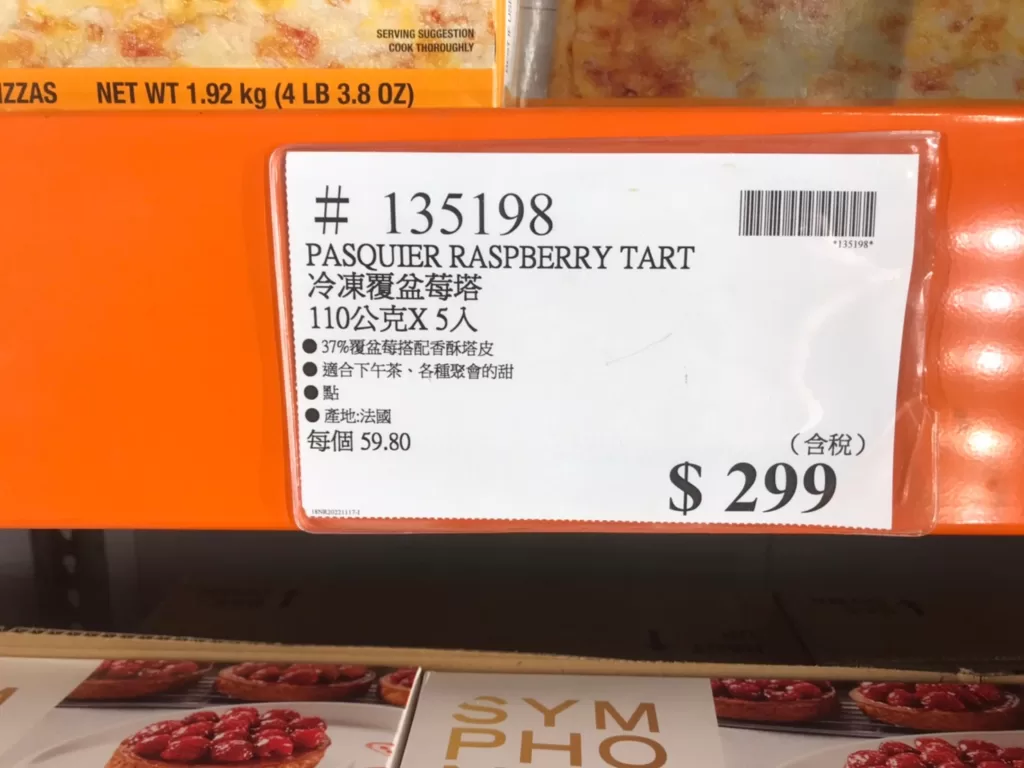 SERVING SUGGESTION
COOK THOROUGHLY
IZZAS NET WT 1.92 kg (4 LB 3.8 OZ)
# 135198
*135198*
PASQUIER RASPBERRY TART
冷凍覆盆莓塔
110公克X 5入
●37%覆盆莓搭配香酥塔皮
●適合下午茶、各種聚會的甜
●點
●產地:法國
每個 59.80
(含稅)
$ 299
SYM
PHO